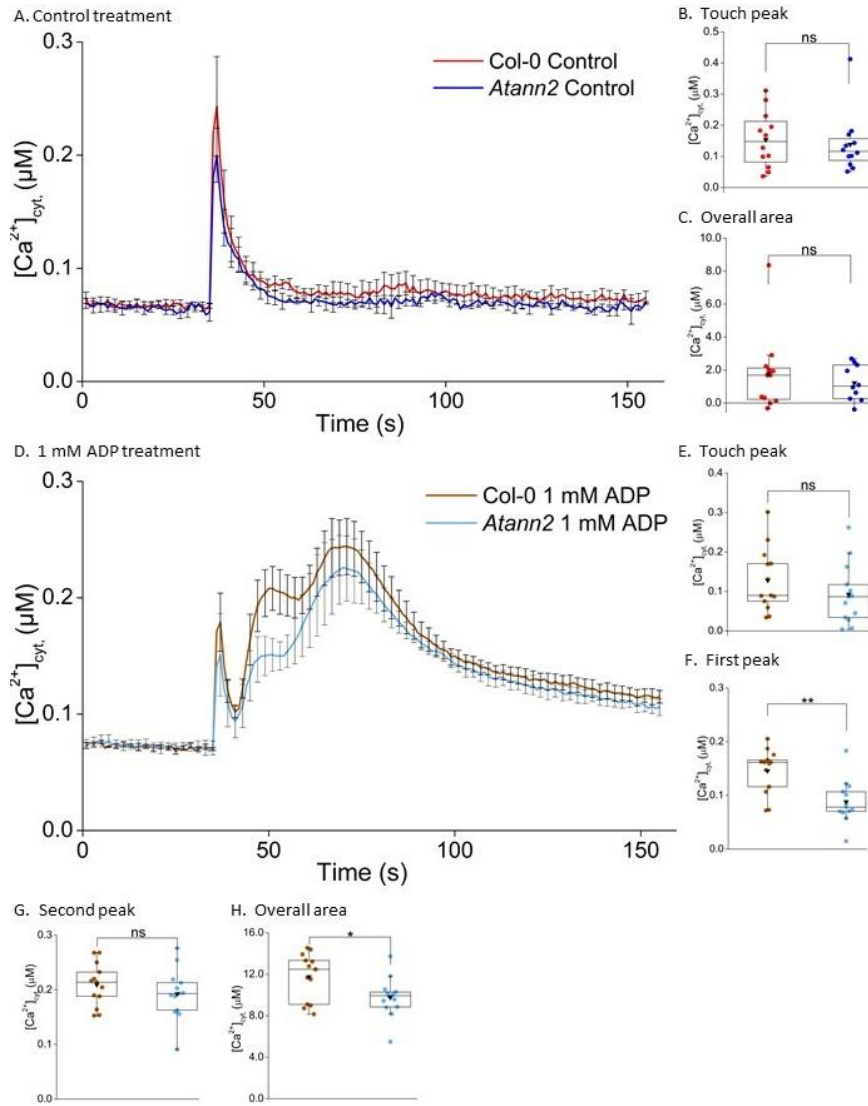 A. Control treatment
[Ca²⁺]cyt, (µM)
0.3
0.2
0.1
0.0
Col-0 Control
Atann2 Control
0
50
100
150
Time (s)
B. Touch peak
[Ca²⁺]cyt, (µM)
0.5
0.4
0.3
0.2
0.1
0.0
ns
C. Overall area
[Ca²⁺]cyt, (µM)
10.0
8.0
6.0
4.0
2.0
0.0
ns
D. 1 mM ADP treatment
[Ca²⁺]cyt, (µM)
0.3
0.2
0.1
0.0
Col-0 1 mM ADP
Atann2 1 mM ADP
0
50
100
150
Time (s)
E. Touch peak
[Ca²⁺]cyt, (µM)
0.4
0.3
0.2
0.1
0.0
ns
F. First peak
[Ca²⁺]cyt, (µM)
0.3
0.2
0.1
0.0
**
G. Second peak
[Ca²⁺]cyt, (µM)
0.3
0.2
0.1
0.0
ns
H. Overall area
[Ca²⁺]cyt, (µM)
16.0
12.0
8.0
4.0
0.0
*